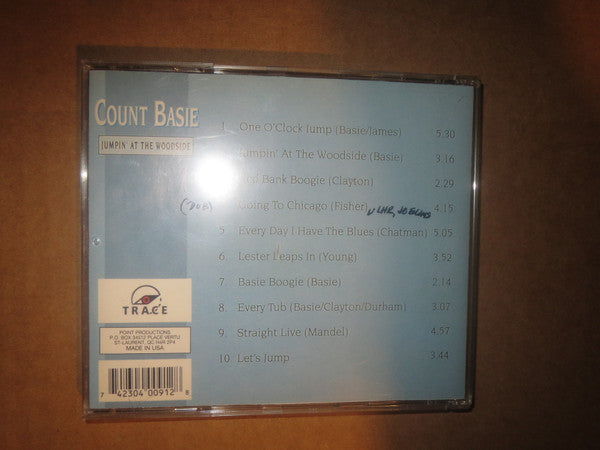 COUNT BASIE
JUMPIN' AT THE WOODSIDE
1. One O'Clock Jump (Basie/James) 5.30
Jumpin' At The Woodside (Basie) 3.16
Red Bank Boogie (Clayton) 2.29
Going To Chicago (Fisher) 4.15
5. Every Day I Have The Blues (Chatman) 5.05
6. Lester Leaps In (Young) 3.52
7. Basie Boogie (Basie) 2.14
8. Every Tub (Basie/Clayton/Durham) 3.07
9. Straight Live (Mandel) 4.57
10. Let's Jump 3.44
TRACE
POINT PRODUCTIONS
P.O. BOX 34512 PLACE VERTU
ST-LAURENT, QC H4R 2P4
MADE IN USA
7 42304 00912 8